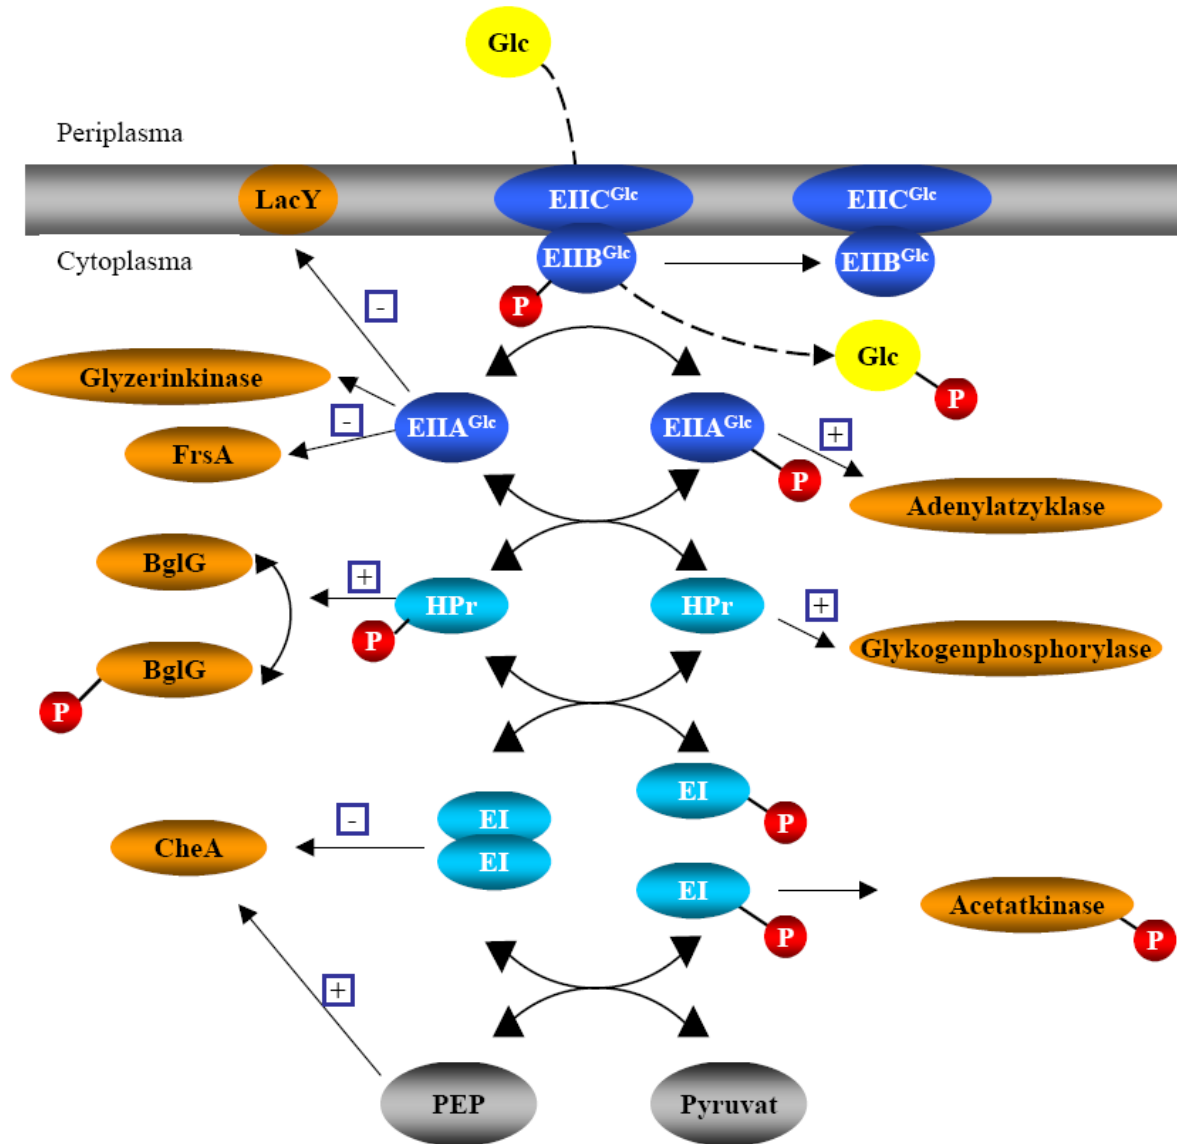 Glc
Periplasma
LacY
EIICGlc
EIICGlc
Cytoplasma
EIIBGlc
EIIBGlc
P
-
Glc
Glyzerinkinase
P
-
EIIAGlc
EIIAGlc
+
FrsA
P
Adenylatzyklase
BglG
+
HPr
HPr
+
P
Glykogenphosphorylase
BglG
P
EI
P
-
EI
CheA
EI
EI
Acetatkinase
P
P
+
PEP
Pyruvat